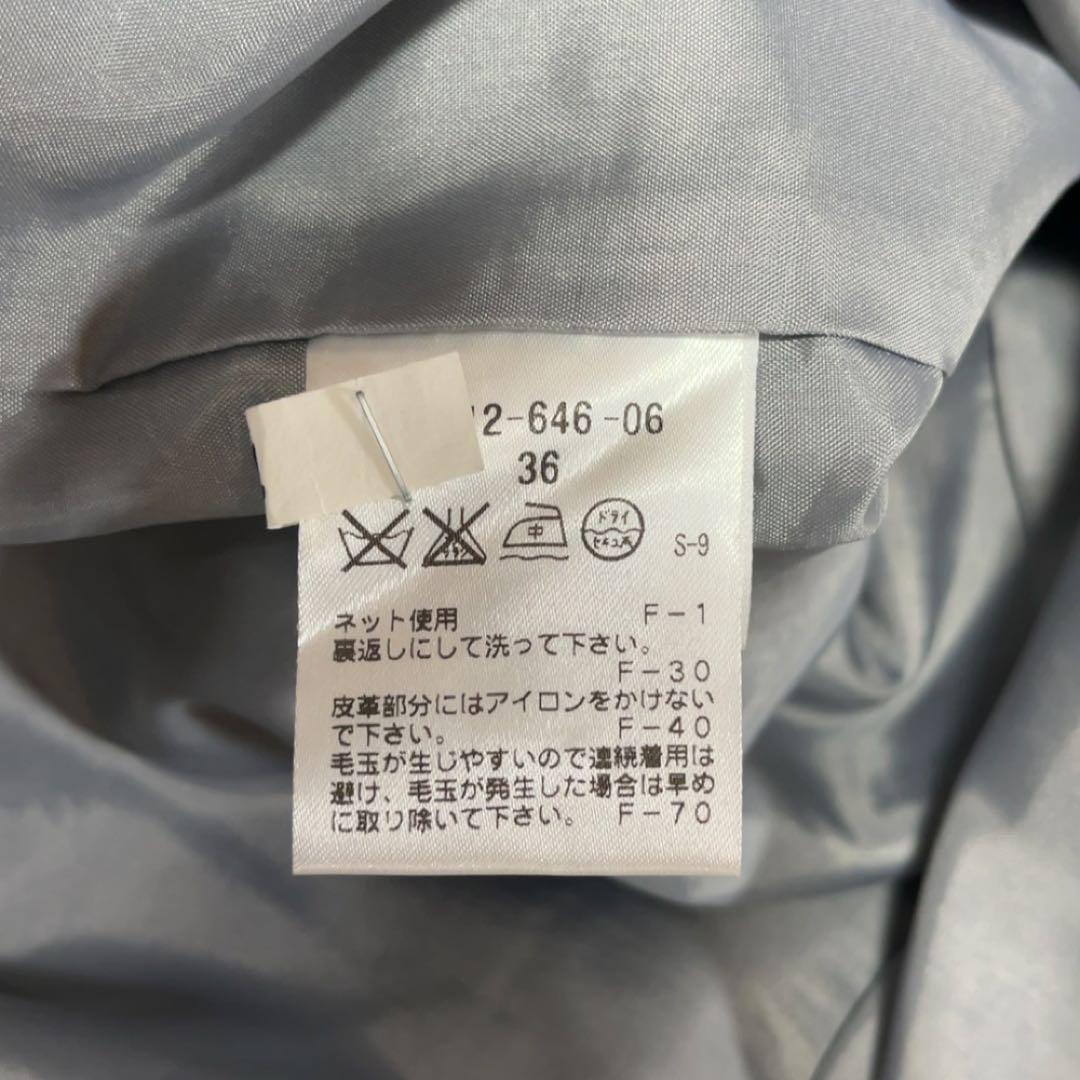 12-646-06
36
中
ドライ
セキユ系
S-9
ネット使用 F-1
裏返しにして洗って下さい。
F-30
皮革部分にはアイロンをかけない
で下さい。 F-40
毛玉が生じやすいので連続着用は
避け、毛玉が発生した場合は早め
に取り除いて下さい。 F-70